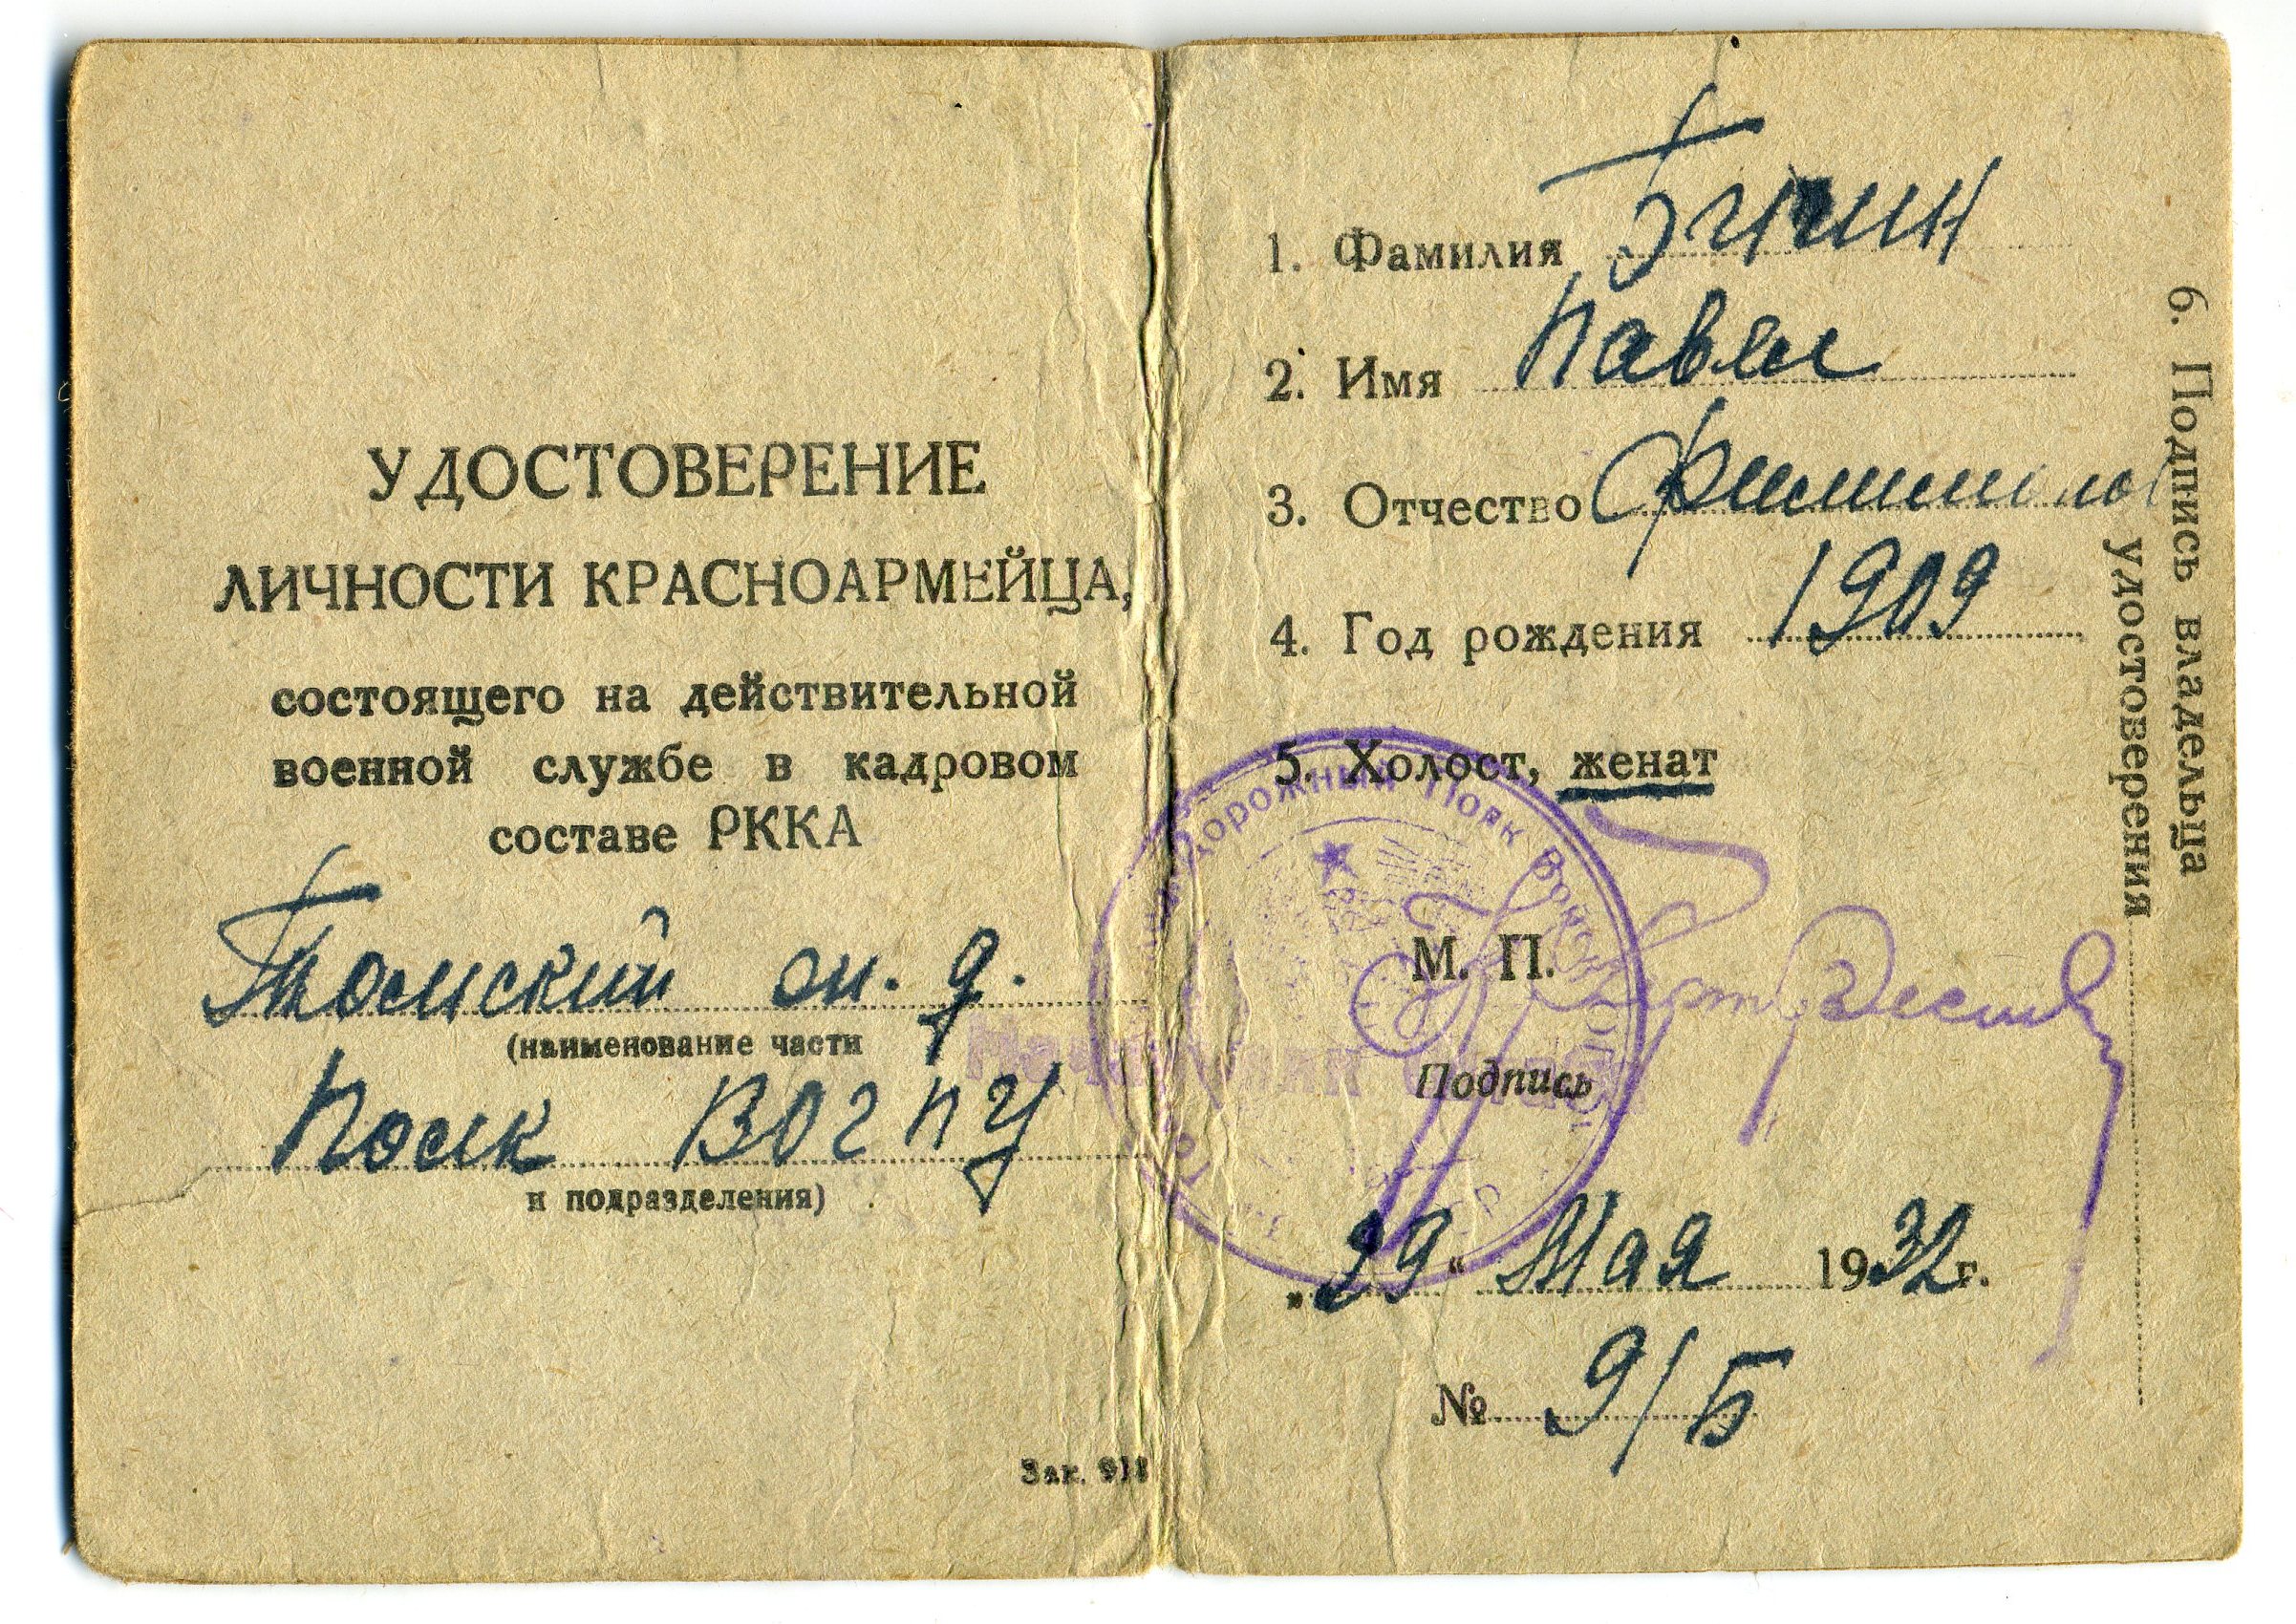 УДОСТОВЕРЕНИЕ
ЛИЧНОСТИ КРАСНОАРМЕЙЦА,
состоящего на действительной
военной службе в кадровом
составе РККА
Томский ж. д.
(наименование части
Полк ВОГПУ
и подразделения)
Зак. 918
1. Фамилия
2. Имя Павел
3. Отчество
4. Год рождения 1909
5. Холост, женат
М. П.
Подпись
„29“ Мая 1932 г.
№ 9/Б
6. Подпись владельца
удостоверения